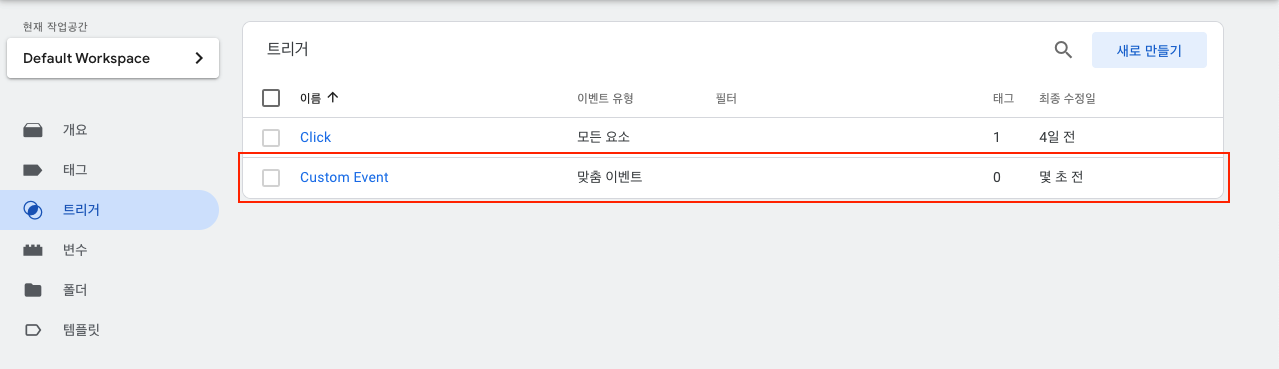 현재 작업공간
Default Workspace
개요
태그
트리거
변수
폴더
템플릿
트리거
새로 만들기
이름 이벤트 유형 필터 태그 최종 수정일
Click 모든 요소 1 4일 전
Custom Event 맞춤 이벤트 0 몇 초 전